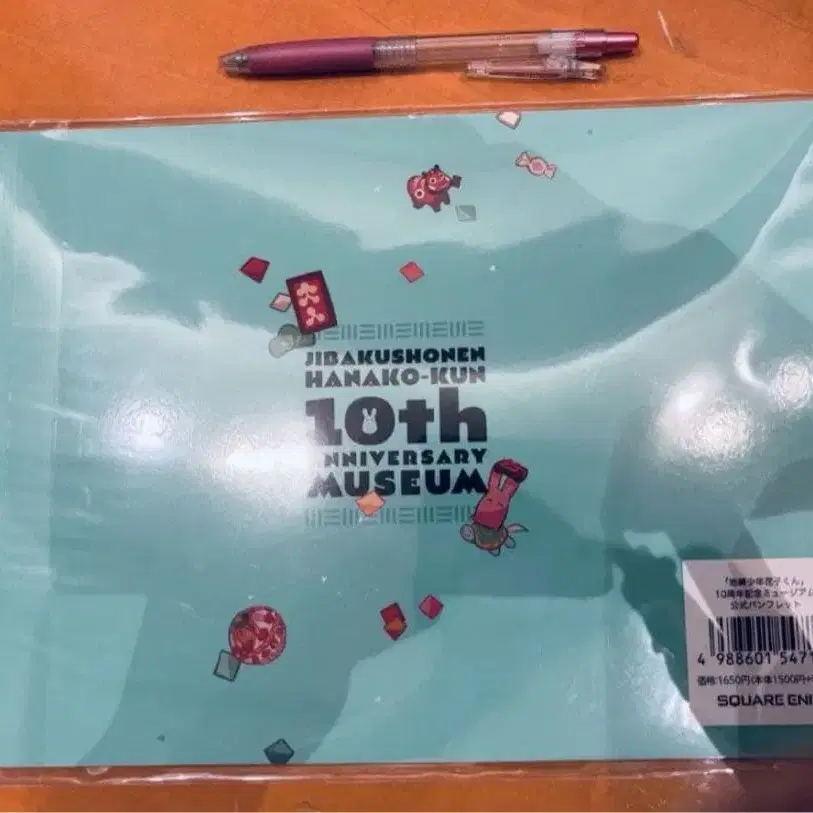 JIBAKUSHONEN
HANAKO-KUN
10th
ANNIVERSARY
MUSEUM
「地縛少年花子くん」
10周年記念ミュージアム
公式パンフレット
4 988601 547
価格:1650円(本体1500円+
SQUARE ENI